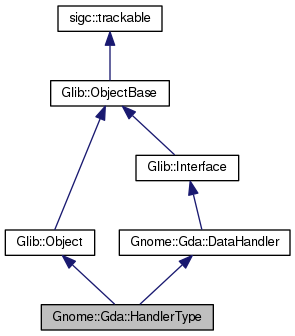 sigc::trackable
Glib::ObjectBase
Glib::Interface
Glib::Object
Gnome::Gda::DataHandler
Gnome::Gda::HandlerType